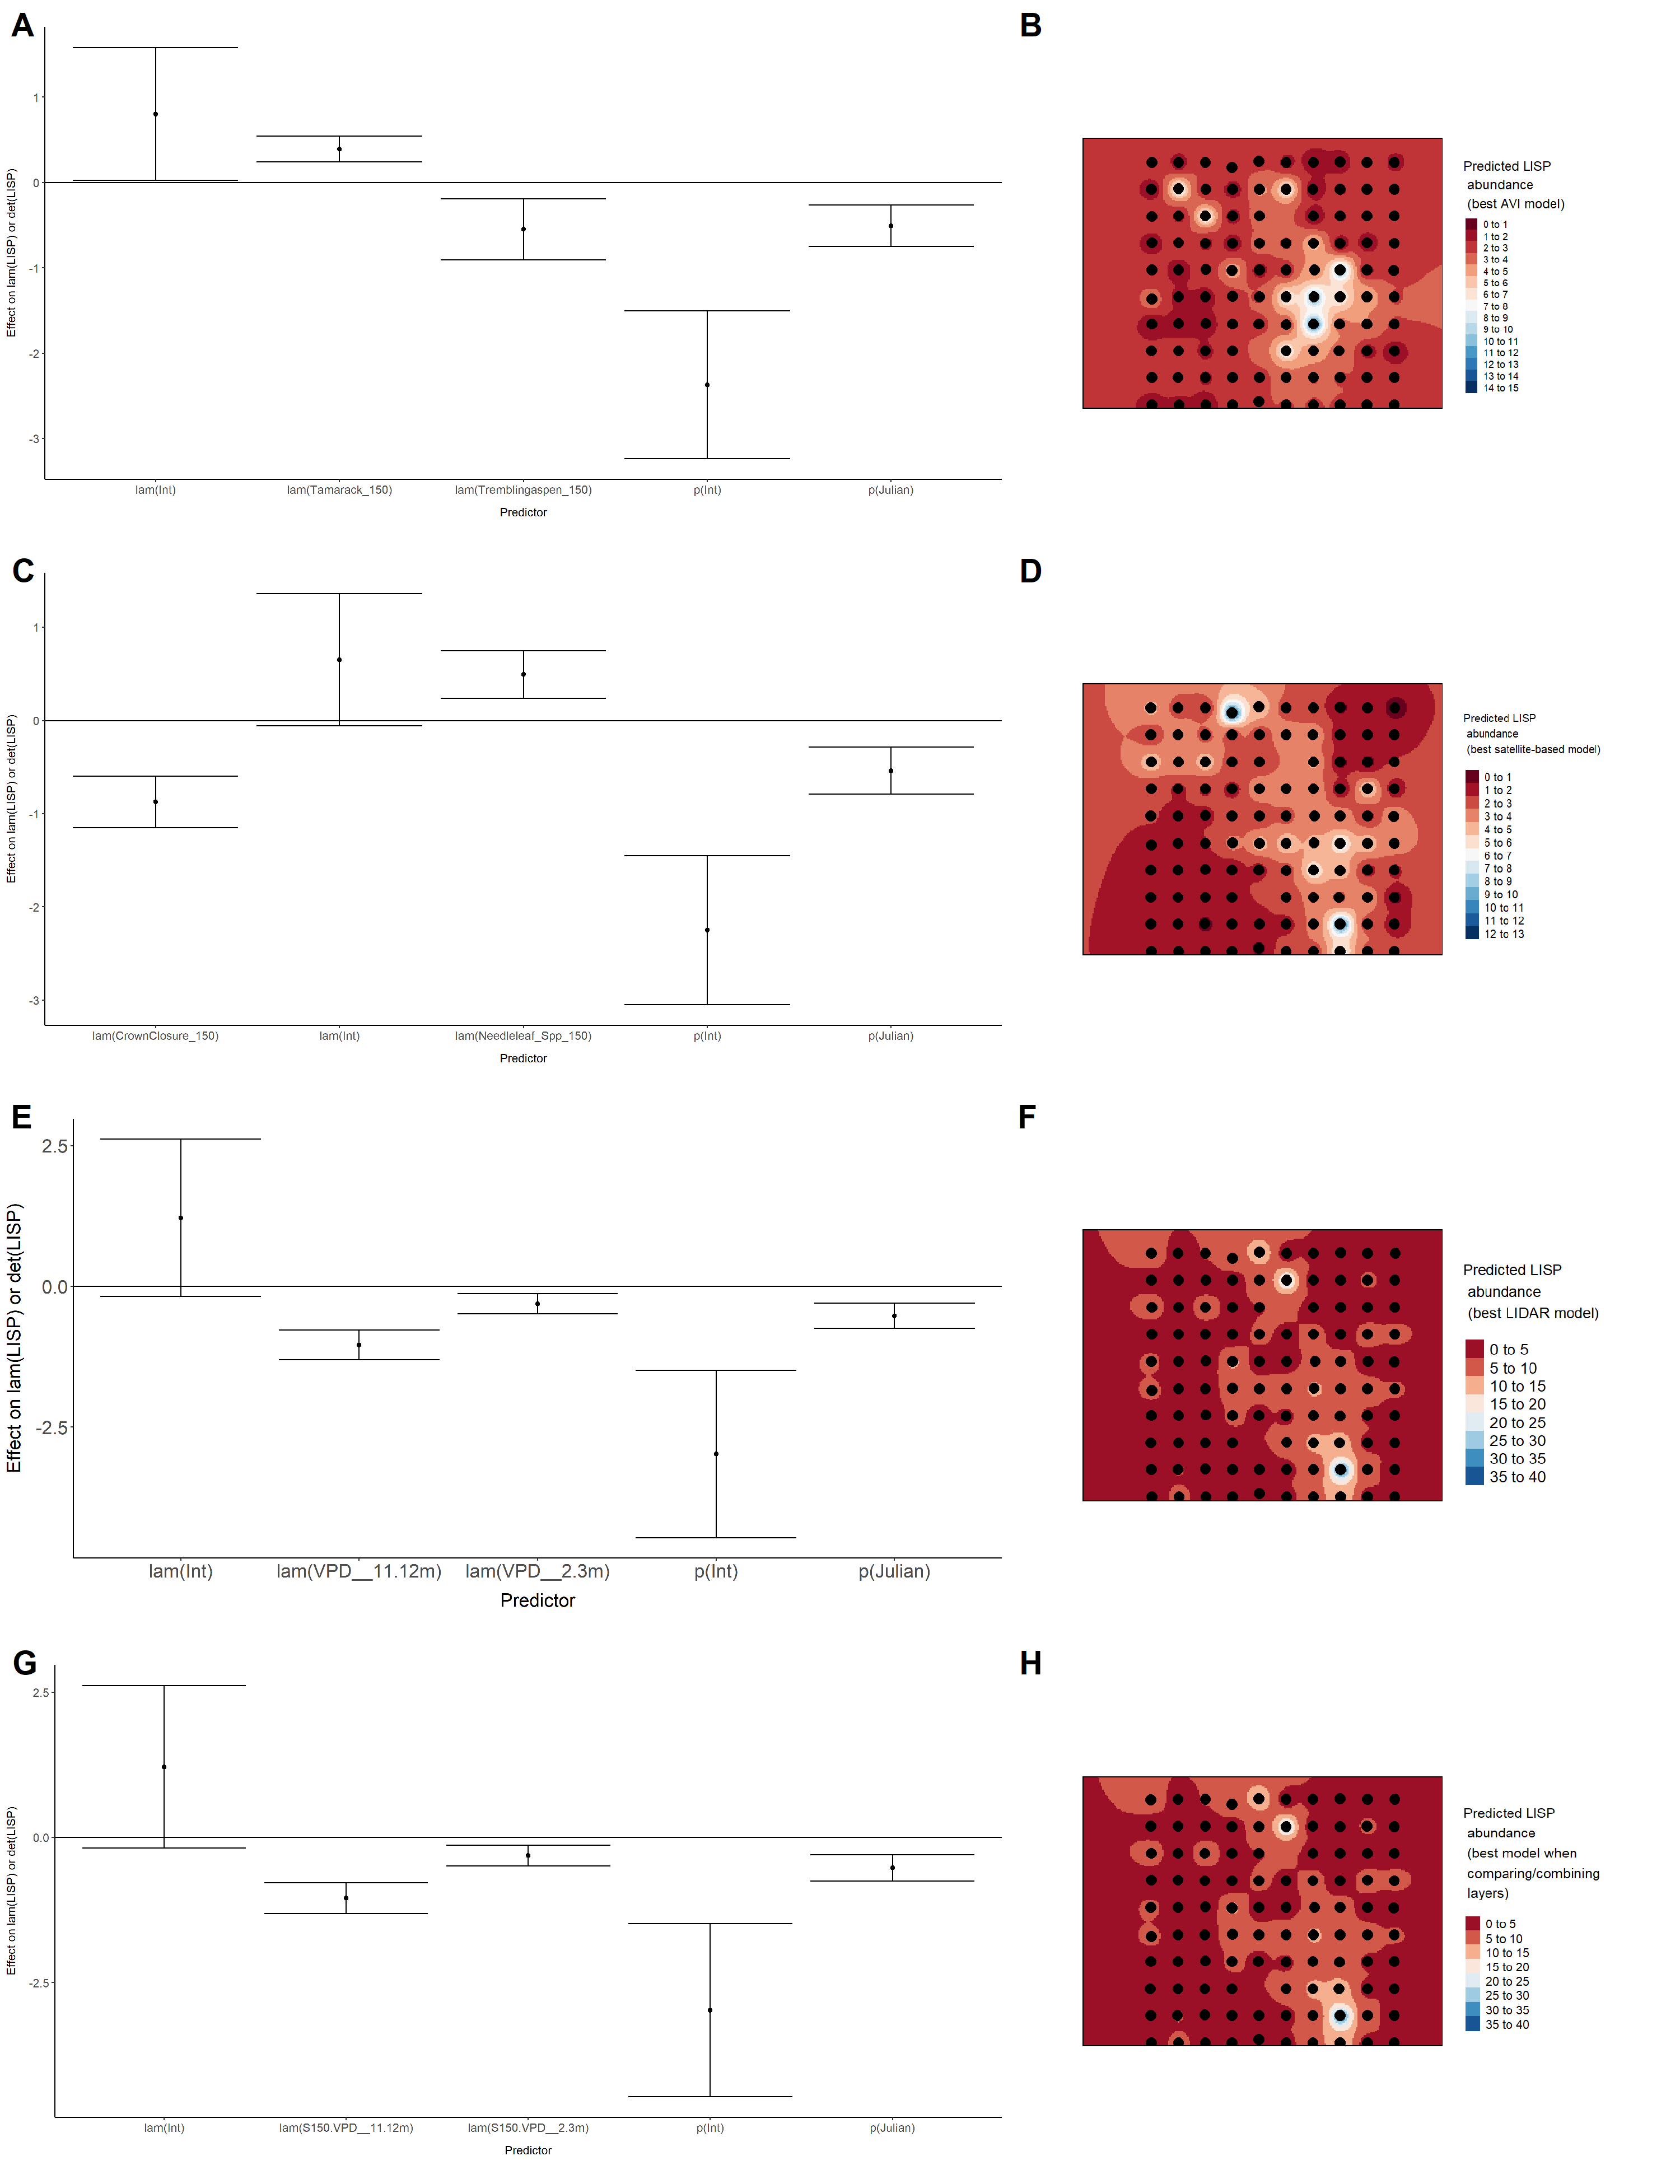 A
Effect on lam(LISP) or det(LISP)
1
0
-1
-2
-3
lam(Int)
lam(Tamarack_150)
lam(Tremblingaspen_150)
p(Int)
p(Julian)
Predictor
B
Predicted LISP
abundance
(best AVI model)
0 to 1
1 to 2
2 to 3
3 to 4
4 to 5
5 to 6
6 to 7
7 to 8
8 to 9
9 to 10
10 to 11
11 to 12
12 to 13
13 to 14
14 to 15
C
Effect on lam(LISP) or det(LISP)
1
0
-1
-2
-3
lam(CrownClosure_150)
lam(Int)
lam(Needleleaf_Spp_150)
p(Int)
p(Julian)
Predictor
D
Predicted LISP
abundance
(best satellite-based model)
0 to 1
1 to 2
2 to 3
3 to 4
4 to 5
5 to 6
6 to 7
7 to 8
8 to 9
9 to 10
10 to 11
11 to 12
12 to 13
E
Effect on lam(LISP) or det(LISP)
2.5
0.0
-2.5
lam(Int)
lam(VPD__11.12m)
lam(VPD__2.3m)
p(Int)
p(Julian)
Predictor
F
Predicted LISP
abundance
(best LIDAR model)
0 to 5
5 to 10
10 to 15
15 to 20
20 to 25
25 to 30
30 to 35
35 to 40
G
Effect on lam(LISP) or det(LISP)
2.5
0.0
-2.5
lam(Int)
lam(S150.VPD__11.12m)
lam(S150.VPD__2.3m)
p(Int)
p(Julian)
Predictor
H
Predicted LISP
abundance
(best model when
comparing/combining
layers)
0 to 5
5 to 10
10 to 15
15 to 20
20 to 25
25 to 30
30 to 35
35 to 40